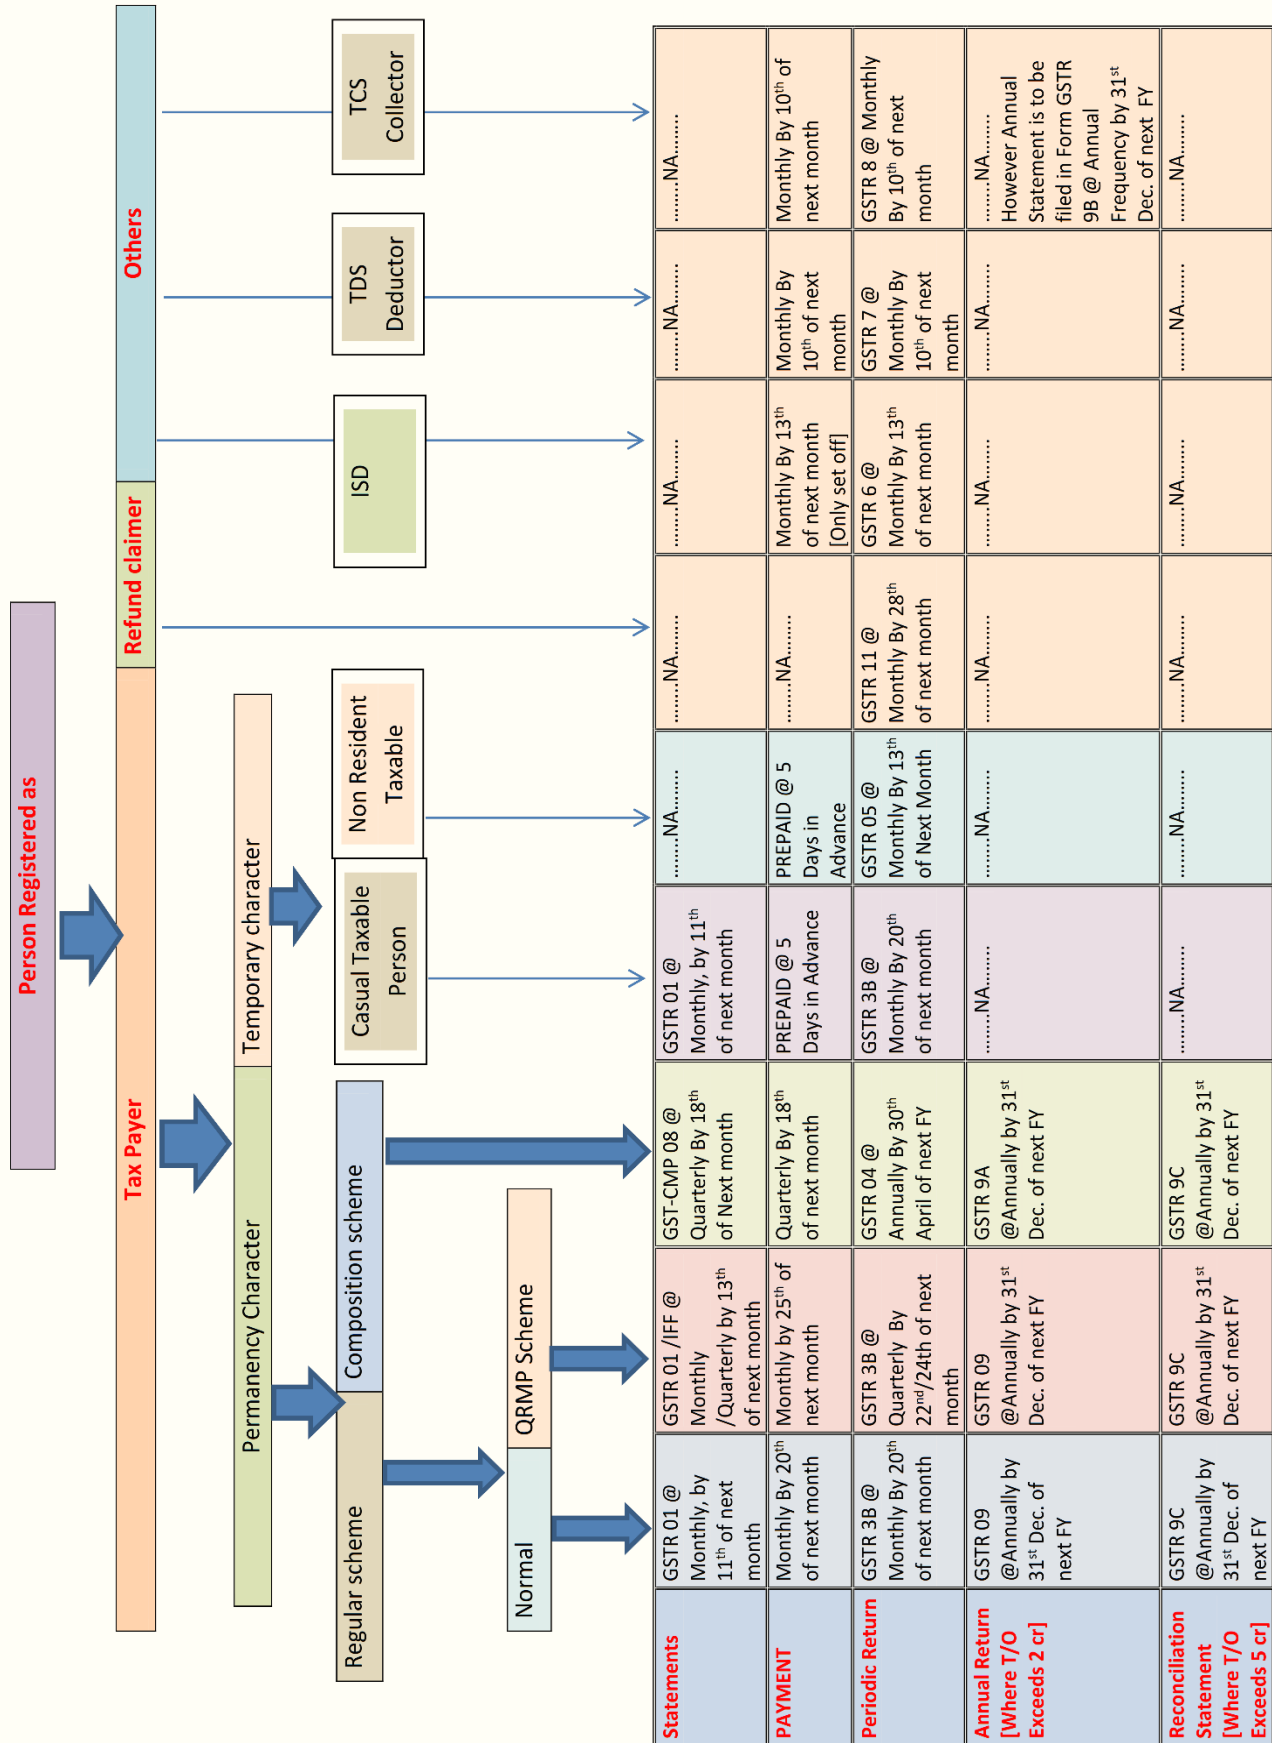 Person Registered as
Tax Payer
Refund claimer
Others
Permanency Character
Temporary character
Regular scheme
Composition scheme
Casual Taxable
Person
Non Resident
Taxable
ISD
TDS
Deductor
TCS
Collector
Normal
QRMP Scheme
Statements
GSTR 01 @
Monthly, by
11th of next
month
GSTR 01 /IFF @
Monthly
/Quarterly by 13th
of next month
GST-CMP 08 @
Quarterly By 18th
of Next month
GSTR 01 @
Monthly, by 11th
of next month
........NA........
........NA........
........NA........
........NA........
........NA........
PAYMENT
Monthly By 20th
of next month
Monthly by 25th of
next month
Quarterly By 18th
of next month
PREPAID @ 5
Days in Advance
PREPAID @ 5
Days in
Advance
........NA........
Monthly By 13th
of next month
[Only set off]
Monthly By
10th of next
month
Monthly By 10th of
next month
Periodic Return
GSTR 3B @
Monthly By 20th
of next month
GSTR 3B @
Quarterly By
22nd/24th of next
month
GSTR 04 @
Annually By 30th
April of next FY
GSTR 3B @
Monthly By 20th
of next month
GSTR 05 @
Monthly By 13th
of Next Month
GSTR 11 @
Monthly By 28th
of next month
GSTR 6 @
Monthly By 13th
of next month
GSTR 7 @
Monthly By
10th of next
month
GSTR 8 @ Monthly
By 10th of next
month
Annual Return
[Where T/O
Exceeds 2 cr]
GSTR 09
@Annually by
31st Dec. of
next FY
GSTR 09
@Annually by 31st
Dec. of next FY
GSTR 9A
@Annually by 31st
Dec. of next FY
........NA........
........NA........
........NA........
........NA........
........NA........
........NA........
However Annual
Statement is to be
filed in Form GSTR
9B @ Annual
Frequency by 31st
Dec. of next FY
Reconciliation
Statement
[Where T/O
Exceeds 5 cr]
GSTR 9C
@Annually by
31st Dec. of
next FY
GSTR 9C
@Annually by 31st
Dec. of next FY
GSTR 9C
@Annually by 31st
Dec. of next FY
........NA........
........NA........
........NA........
........NA........
........NA........
........NA........